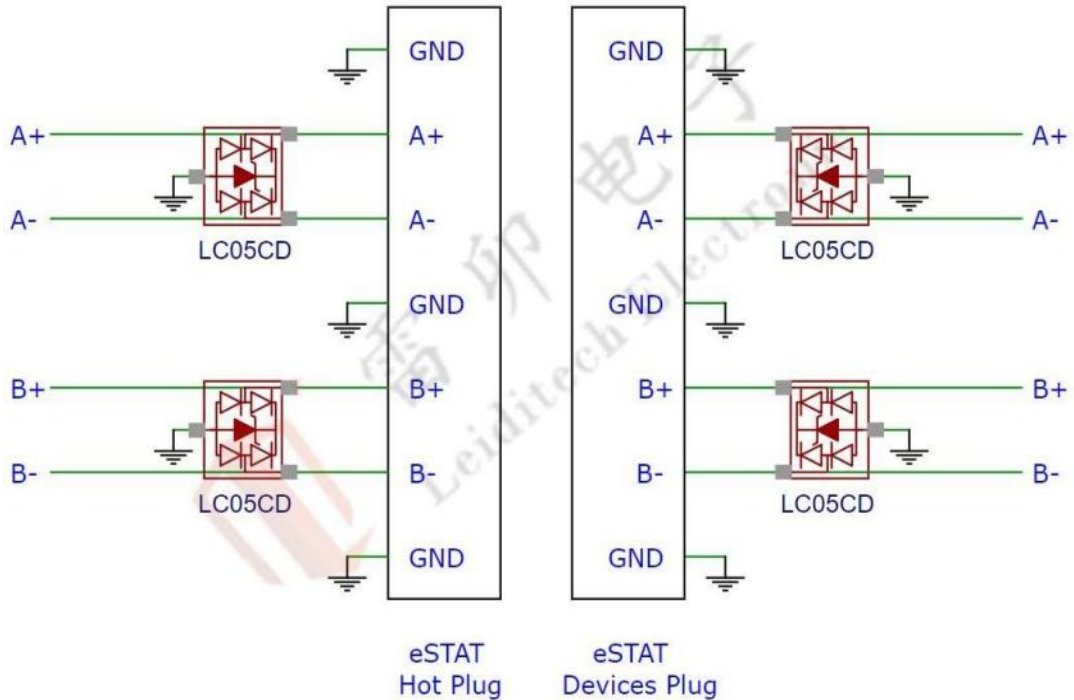 GND GND
A+ A+ A+ A+
A- A- A- A-
LC05CD LC05CD
GND GND
B+ B+ B+ B+
B- B- B- B-
LC05CD LC05CD
GND GND
eSTAT eSTAT
Hot Plug Devices Plug
雷卯电子
Leiditech Electronic